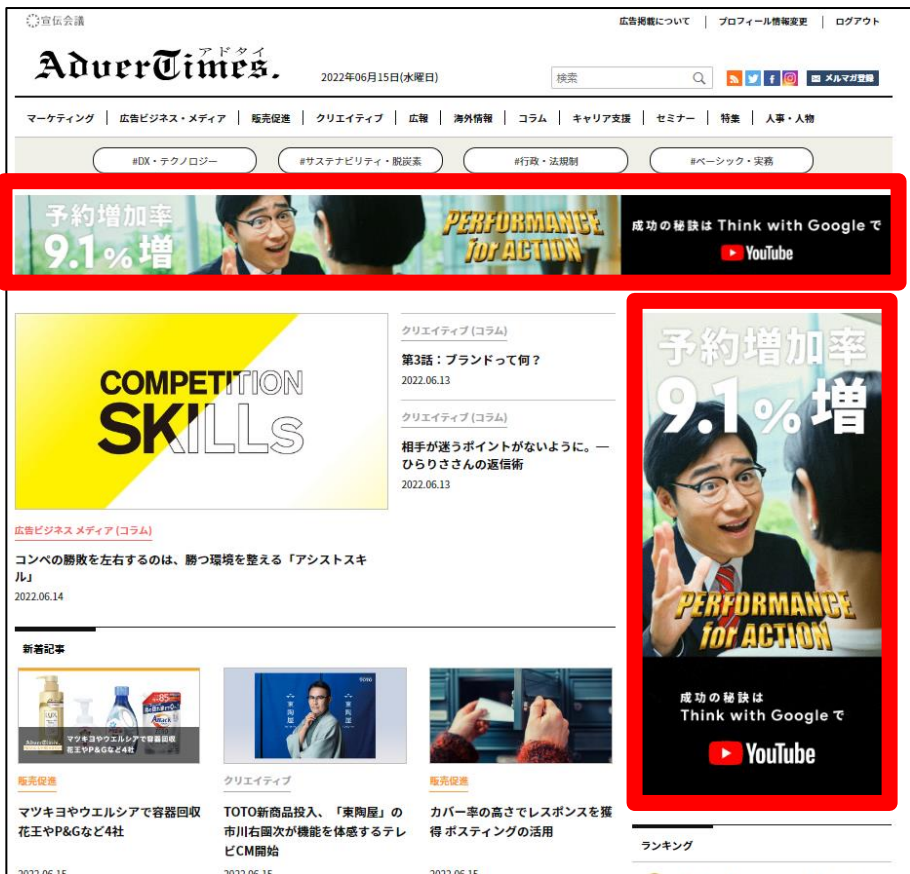 宣伝会議
広告掲載について | プロフィール情報変更 | ログアウト
アドタイ
AdverTimes.
2022年06月15日(水曜日)
検索
メルマガ登録
マーケティング | 広告ビジネス・メディア | 販売促進 | クリエイティブ | 広報 | 海外情報 | コラム | キャリア支援 | セミナー | 特集 | 人事・人物
#DX・テクノロジー
#サステナビリティ・脱炭素
#行政・法規制
#ベーシック・実務
予約増加率
9.1%増
PERFORMANCE
for ACTION
成功の秘訣は Think with Google で
YouTube
COMPETITION
SKILLs
広告ビジネス メディア (コラム)
コンペの勝敗を左右するのは、勝つ環境を整える「アシストスキ
ル」
2022.06.14
クリエイティブ (コラム)
第3話：ブランドって何？
2022.06.13
クリエイティブ (コラム)
相手が迷うポイントがないように。―
ひらりささんの返信術
2022.06.13
予約増加率
9.1%増
PERFORMANCE
for ACTION
成功の秘訣は
Think with Google で
YouTube
新着記事
LUX
Attack
AdverTimes
マツキヨやウエルシアで容器回収
花王やP&Gなど4社
販売促進
マツキヨやウエルシアで容器回収
花王やP&Gなど4社
2022.06.15
東陶屋
東陶屋
TOTO
クリエイティブ
TOTO新商品投入、「東陶屋」の
市川右團次が機能を体感するテレ
ビCM開始
2022.06.15
販売促進
カバー率の高さでレスポンスを獲
得 ポスティングの活用
2022.06.15
ランキング